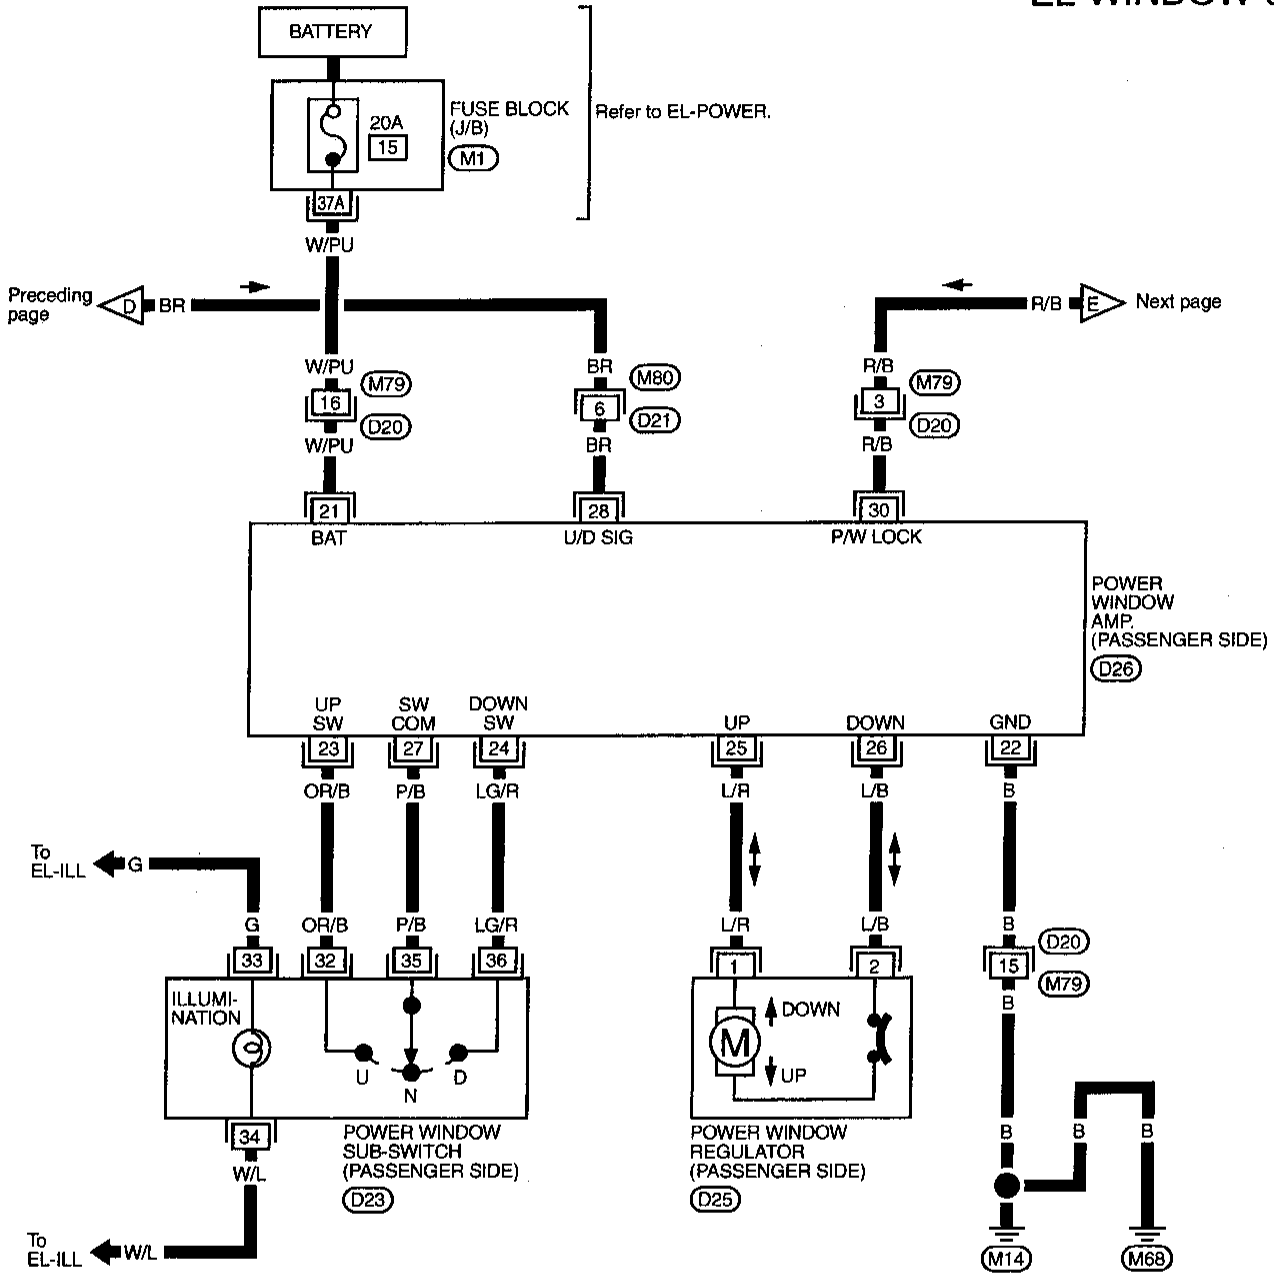 EL-WINDOW-
BATTERY
20A
15
FUSE BLOCK
(J/B)
M1
Refer to EL-POWER.
37A
W/PU
Preceding
page
D
BR
R/B
E
Next page
W/PU
M79
16
D20
W/PU
BR
M80
6
D21
BR
R/B
M79
3
D20
R/B
21
28
30
BAT
U/D SIG
P/W LOCK
POWER
WINDOW
AMP.
(PASSENGER SIDE)
D26
UP
SW
SW
COM
DOWN
SW
UP
DOWN
GND
23
27
24
25
26
22
OR/B
P/B
LG/R
L/R
L/B
B
To
EL-ILL
G
G
OR/B
P/B
LG/R
L/R
L/B
B
33
32
35
36
1
2
D20
15
M79
B
ILLUMI-
NATION
U
N
D
M
DOWN
UP
34
W/L
POWER WINDOW
SUB-SWITCH
(PASSENGER SIDE)
D23
POWER WINDOW
REGULATOR
(PASSENGER SIDE)
D25
B
B
B
To
EL-ILL
W/L
M14
M68